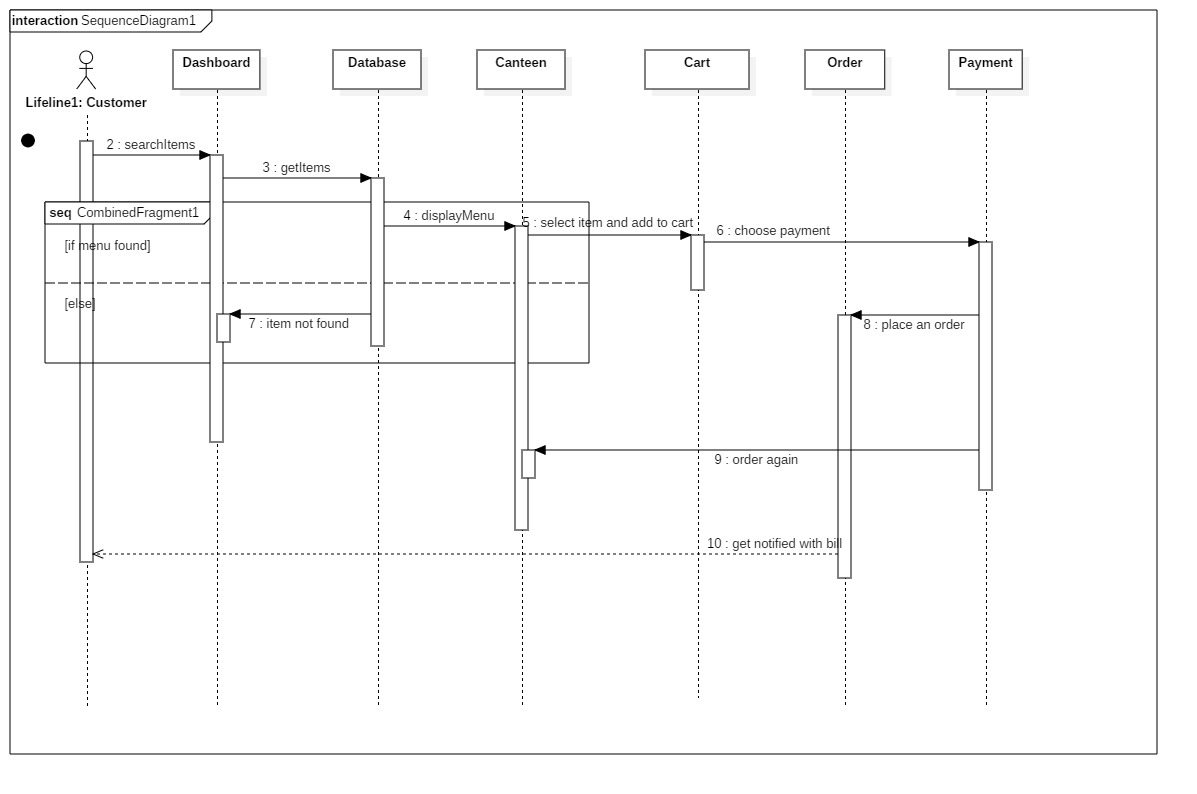 interaction SequenceDiagram1
Dashboard
Database
Canteen
Cart
Order
Payment
Lifeline1: Customer
2 : searchItems
3 : getItems
seq CombinedFragment1
4 : displayMenu
5 : select item and add to cart
6 : choose payment
[if menu found]
[else]
7 : item not found
8 : place an order
9 : order again
10 : get notified with bill